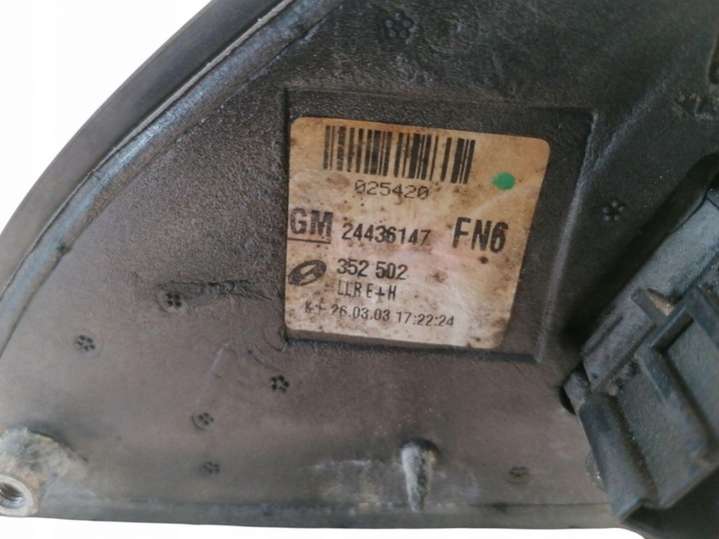 025420
GM 24436147 FN6
352 502
LLR E+H
K+ 26.03.03 17:22:24